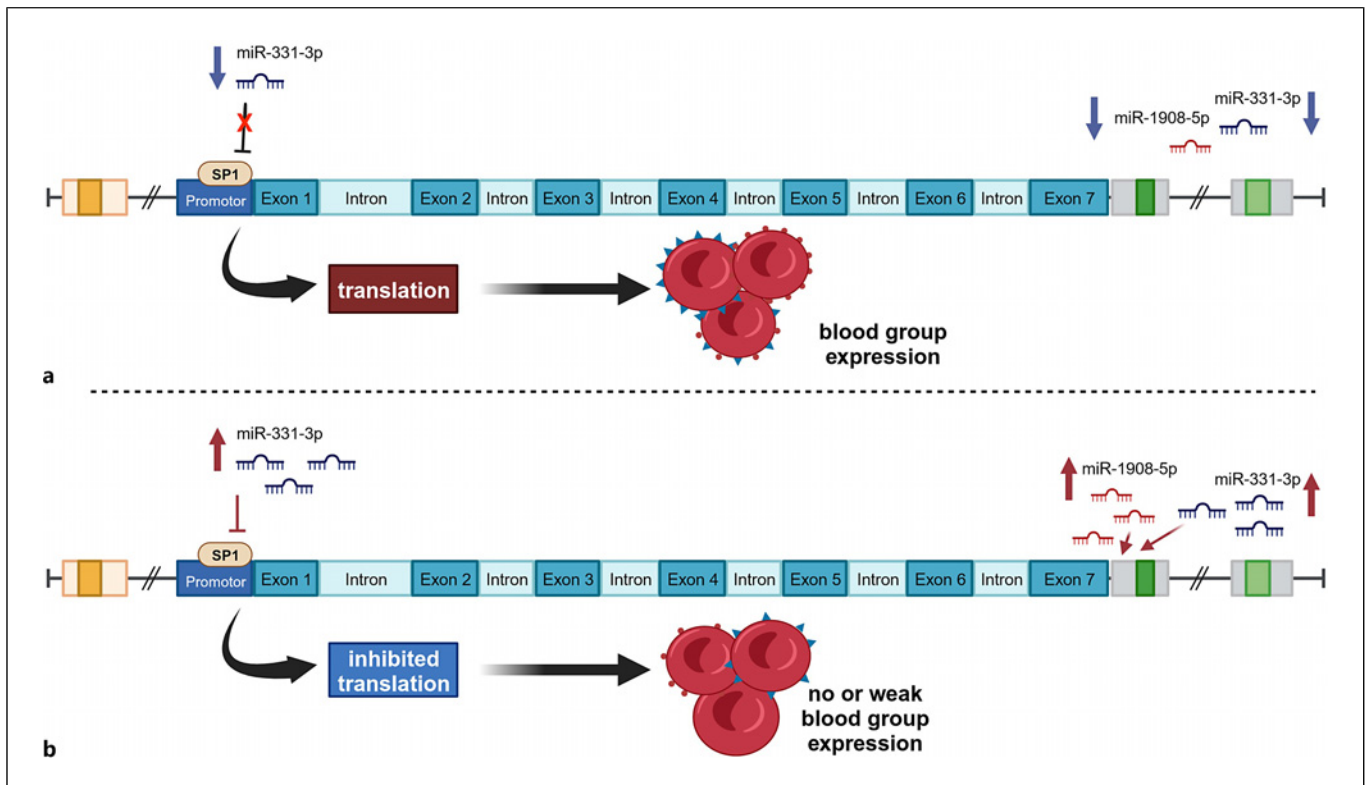 miR-331-3p
miR-1908-5p
miR-331-3p
SP1
Promotor
Exon 1
Intron
Exon 2
Intron
Exon 3
Intron
Exon 4
Intron
Exon 5
Intron
Exon 6
Intron
Exon 7
translation
blood group
expression
a
miR-331-3p
miR-1908-5p
miR-331-3p
SP1
Promotor
Exon 1
Intron
Exon 2
Intron
Exon 3
Intron
Exon 4
Intron
Exon 5
Intron
Exon 6
Intron
Exon 7
inhibited
translation
no or weak
blood group
expression
b